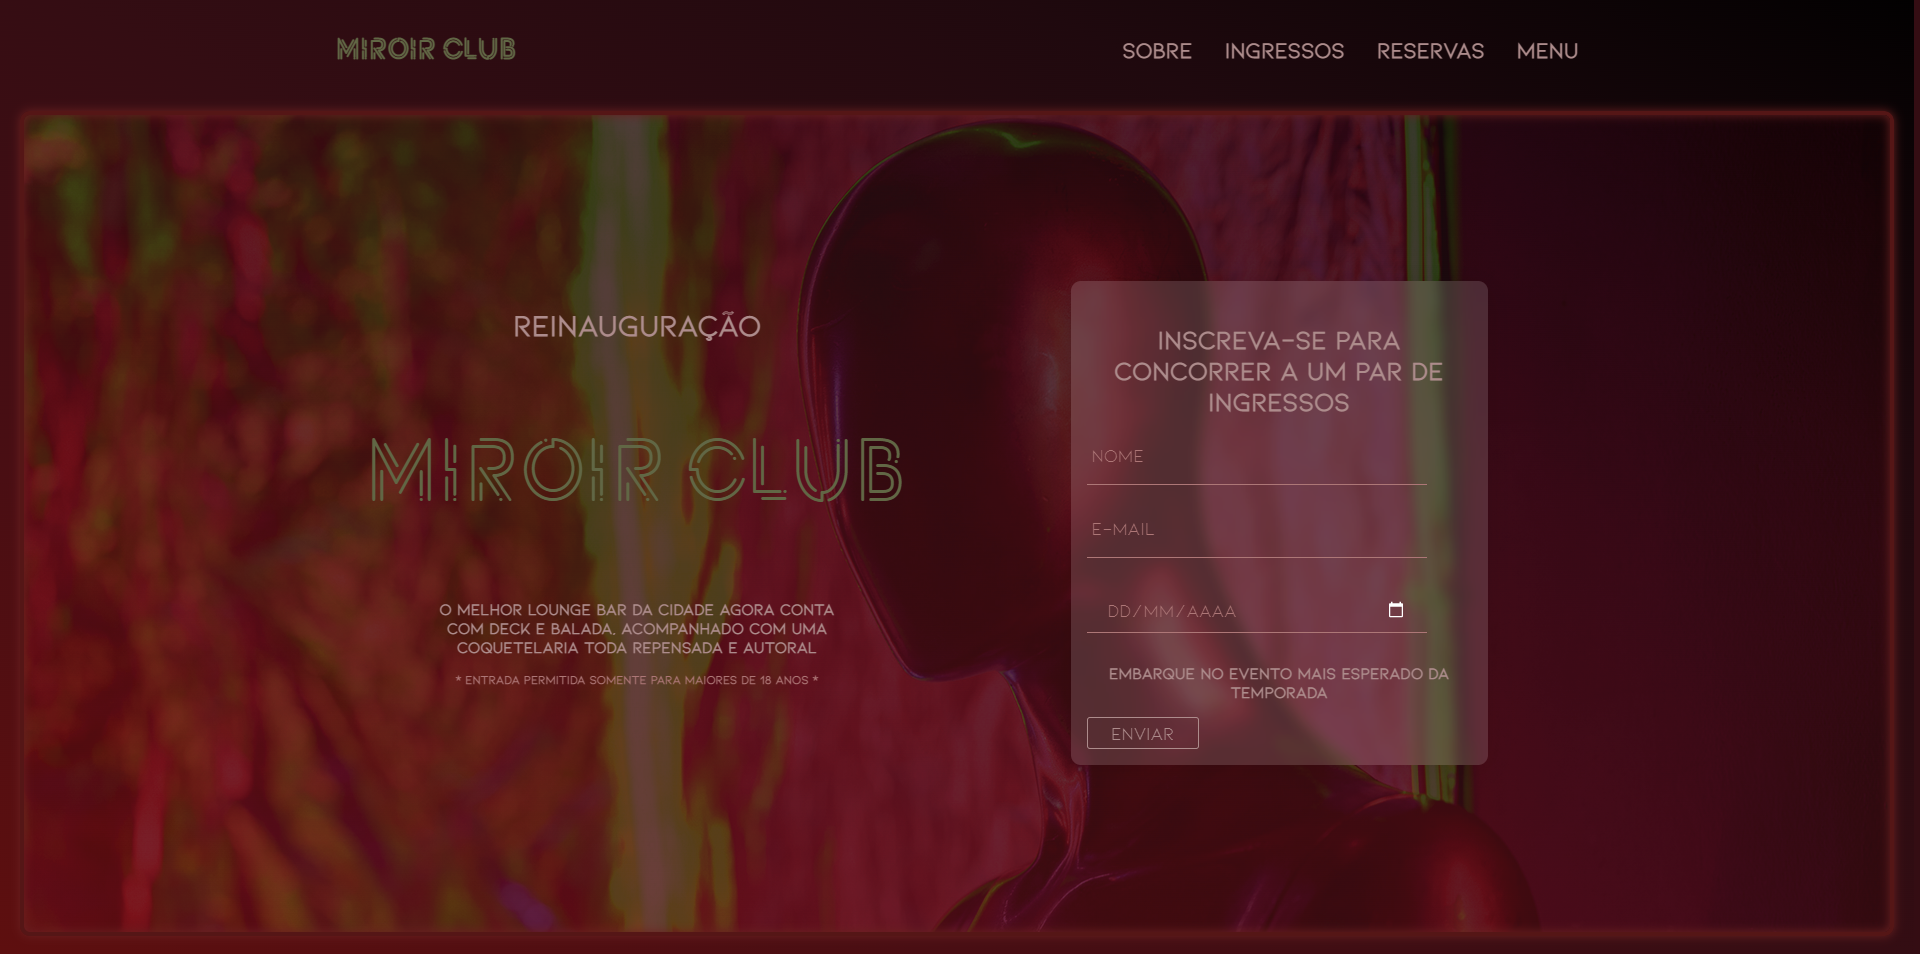 MIROIR CLUB
SOBRE INGRESSOS RESERVAS MENU
REINAUGURAÇÃO
MIROIR CLUB
O MELHOR LOUNGE BAR DA CIDADE AGORA CONTA
COM DECK E BALADA, ACOMPANHADO COM UMA
COQUETELARIA TODA REPENSADA E AUTORAL
* ENTRADA PERMITIDA SOMENTE PARA MAIORES DE 18 ANOS *
INSCREVA-SE PARA
CONCORRER A UM PAR DE
INGRESSOS
NOME
E-MAIL
DD/MM/AAAA
EMBARQUE NO EVENTO MAIS ESPERADO DA
TEMPORADA
ENVIAR